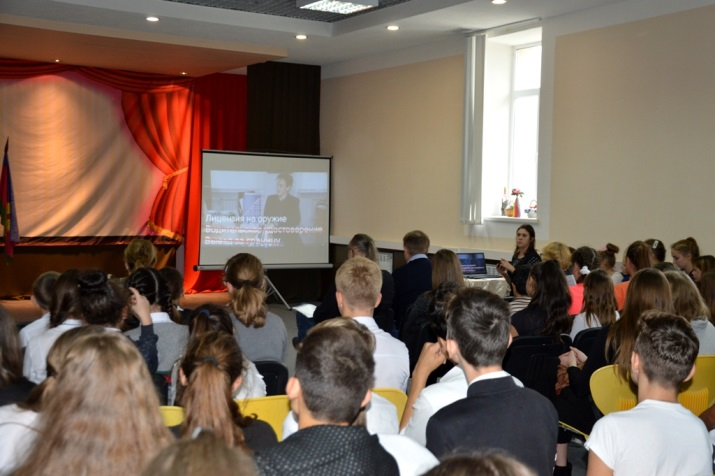 Лицензия на оружие
Водительское удостоверение
Выезд за границу